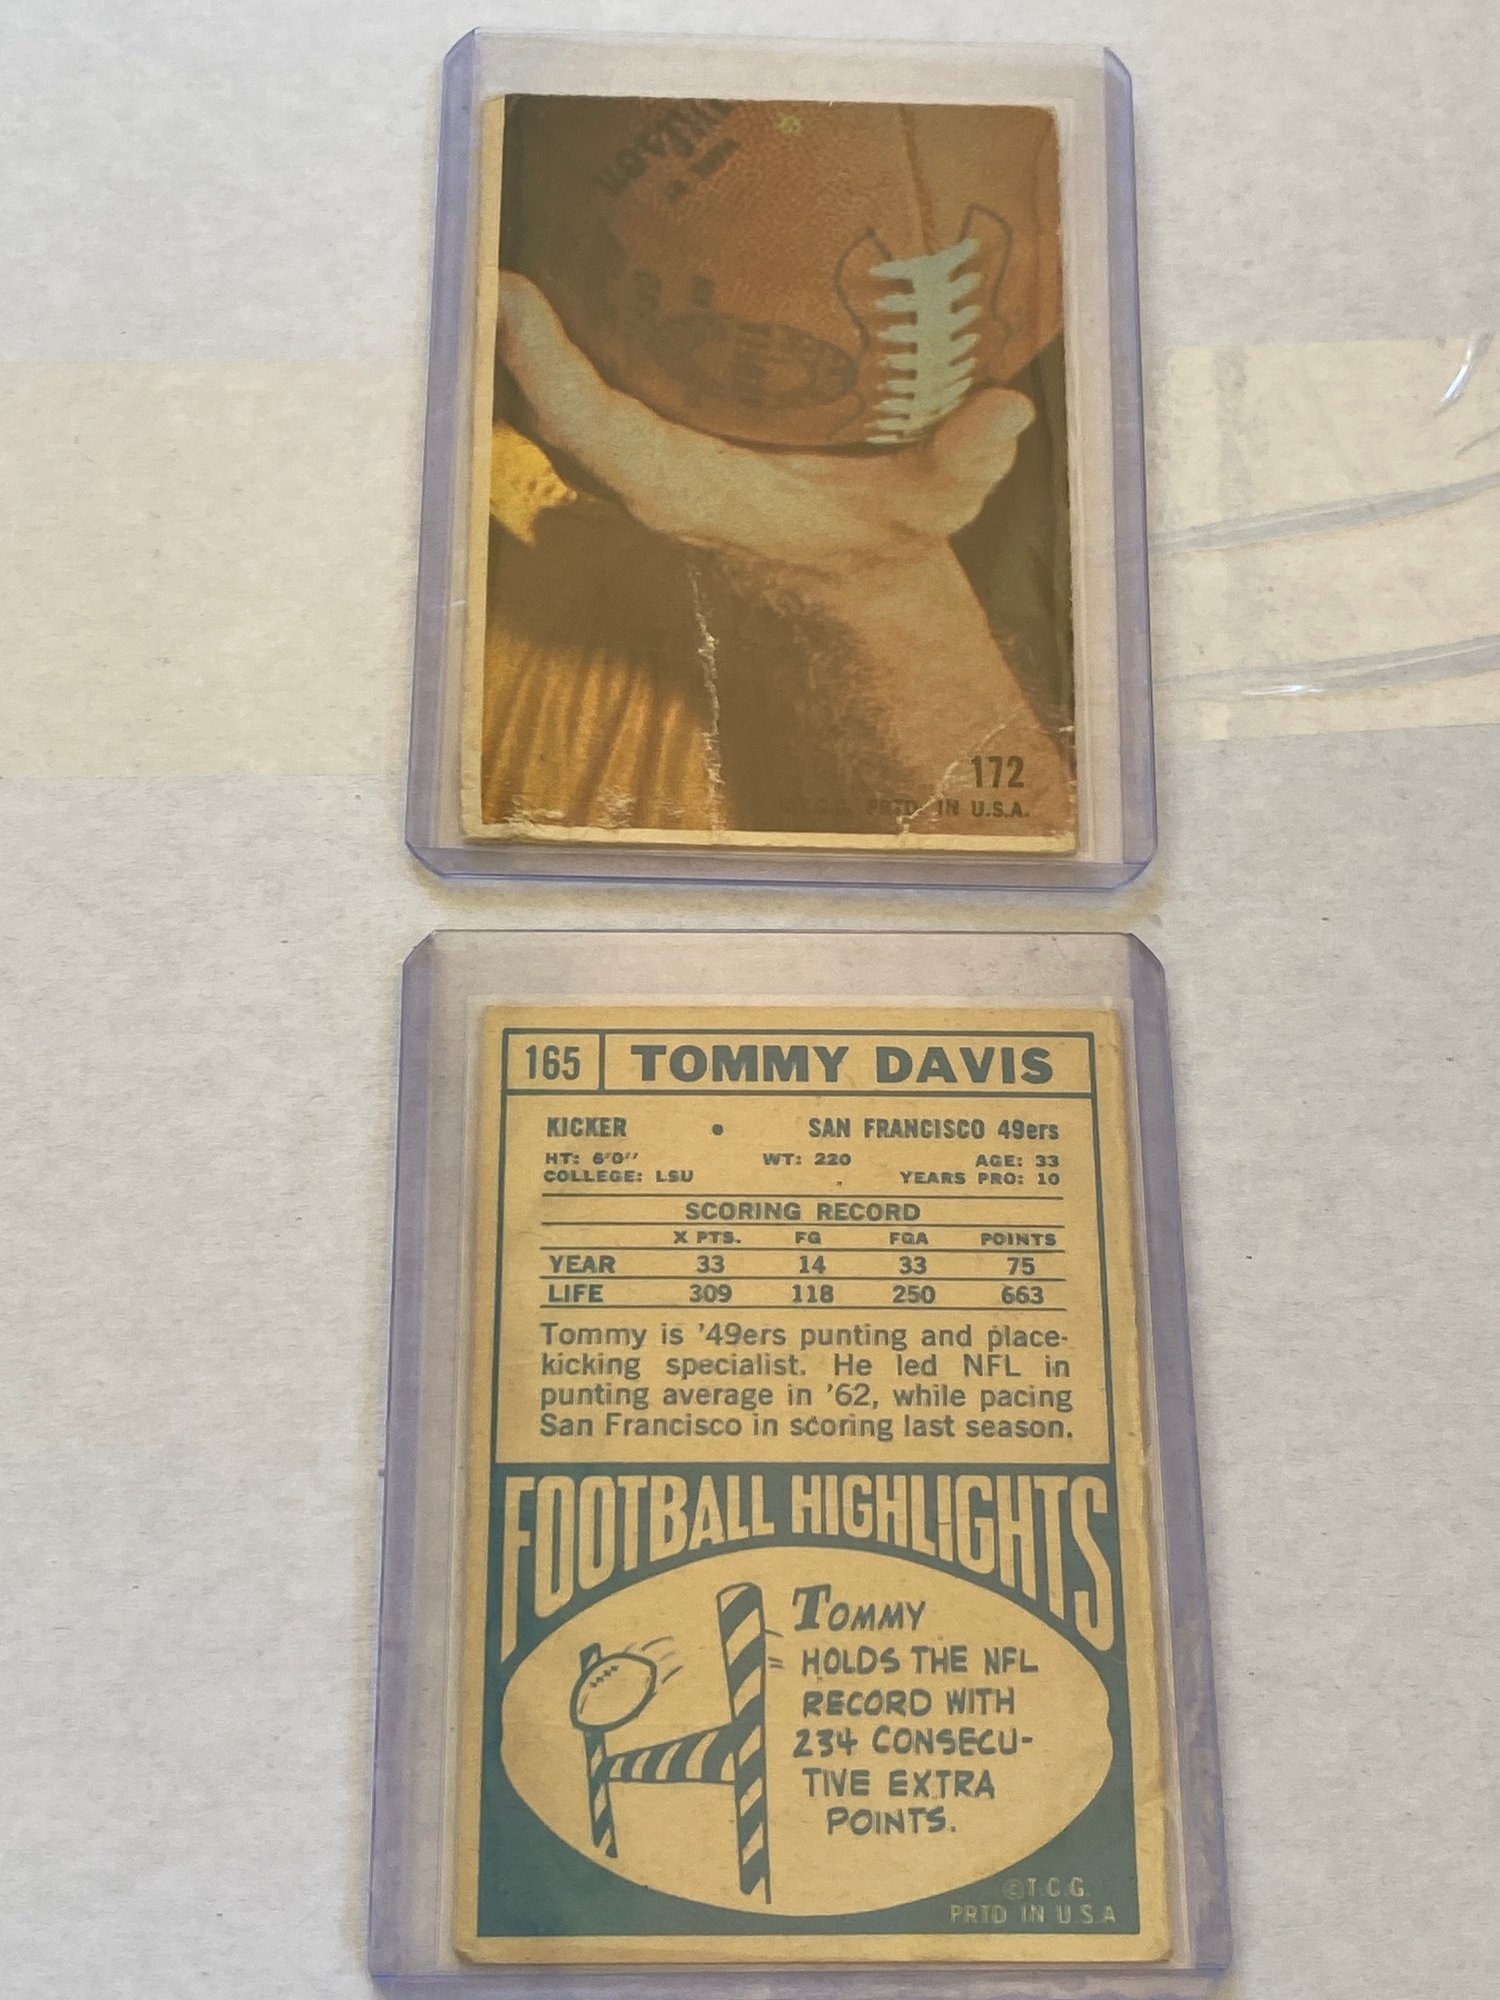 Wilson
172
T.C.G. PRTD. IN U.S.A.
165 TOMMY DAVIS
KICKER • SAN FRANCISCO 49ers
HT: 6'0" WT: 220 AGE: 33
COLLEGE: LSU YEARS PRO: 10
SCORING RECORD
X PTS. FG FGA POINTS
YEAR 33 14 33 75
LIFE 309 118 250 663
Tommy is '49ers punting and place-
kicking specialist. He led NFL in
punting average in '62, while pacing
San Francisco in scoring last season.
FOOTBALL HIGHLIGHTS
TOMMY
HOLDS THE NFL
RECORD WITH
234 CONSECU-
TIVE EXTRA
POINTS.
©T.C.G.
PRTD IN U.S.A